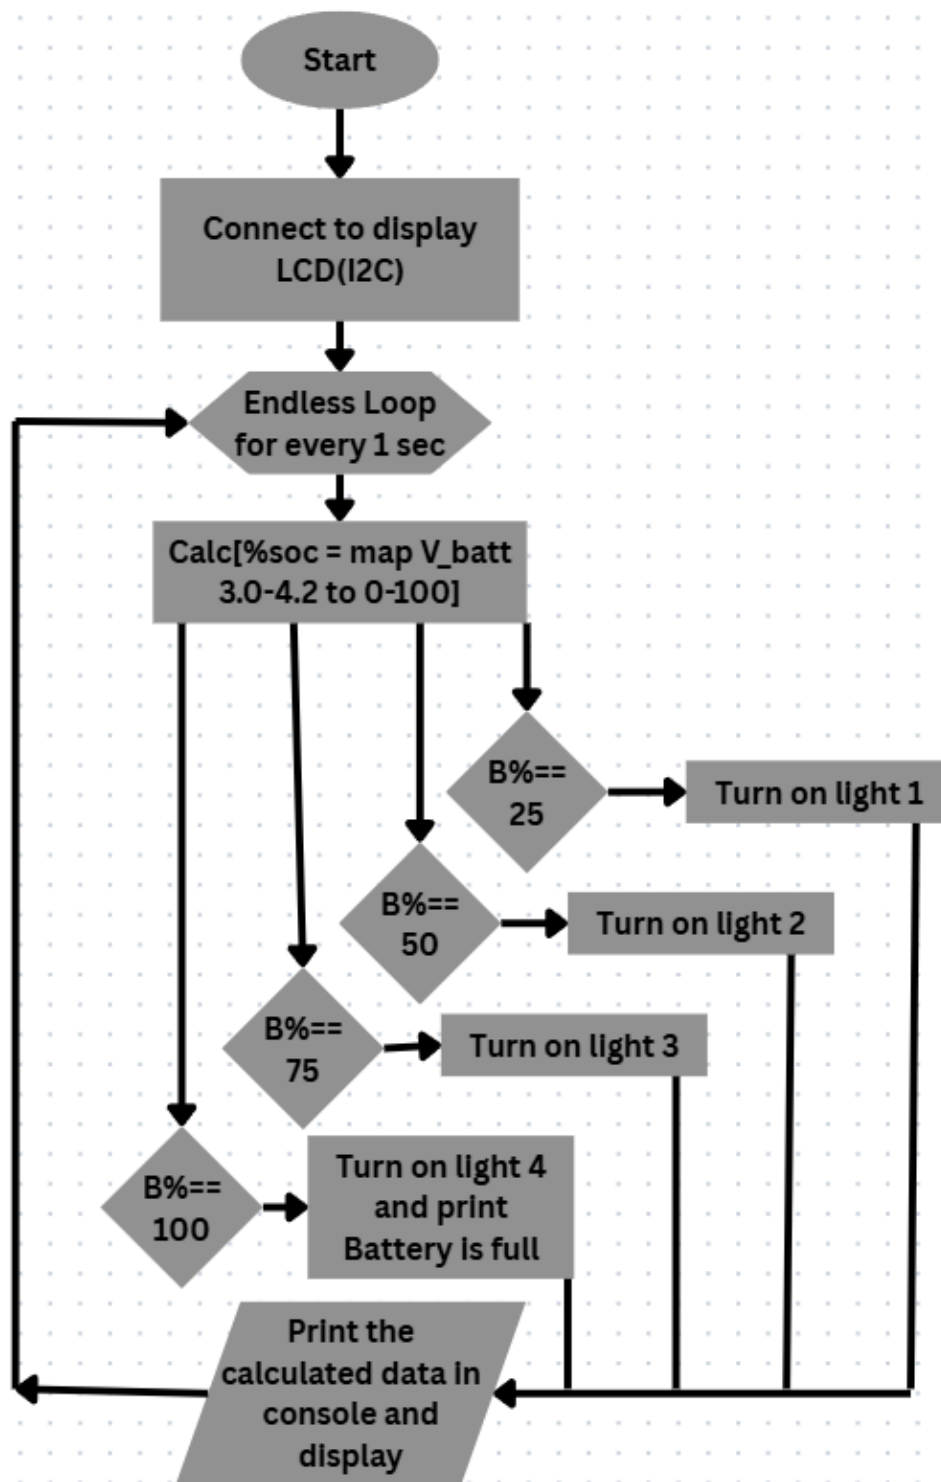 Start
Connect to display
LCD(I2C)
Endless Loop
for every 1 sec
Calc[%soc = map V_batt
3.0-4.2 to 0-100]
B%==
25
Turn on light 1
B%==
50
Turn on light 2
B%==
75
Turn on light 3
B%==
100
Turn on light 4
and print
Battery is full
Print the
calculated data in
console and
display